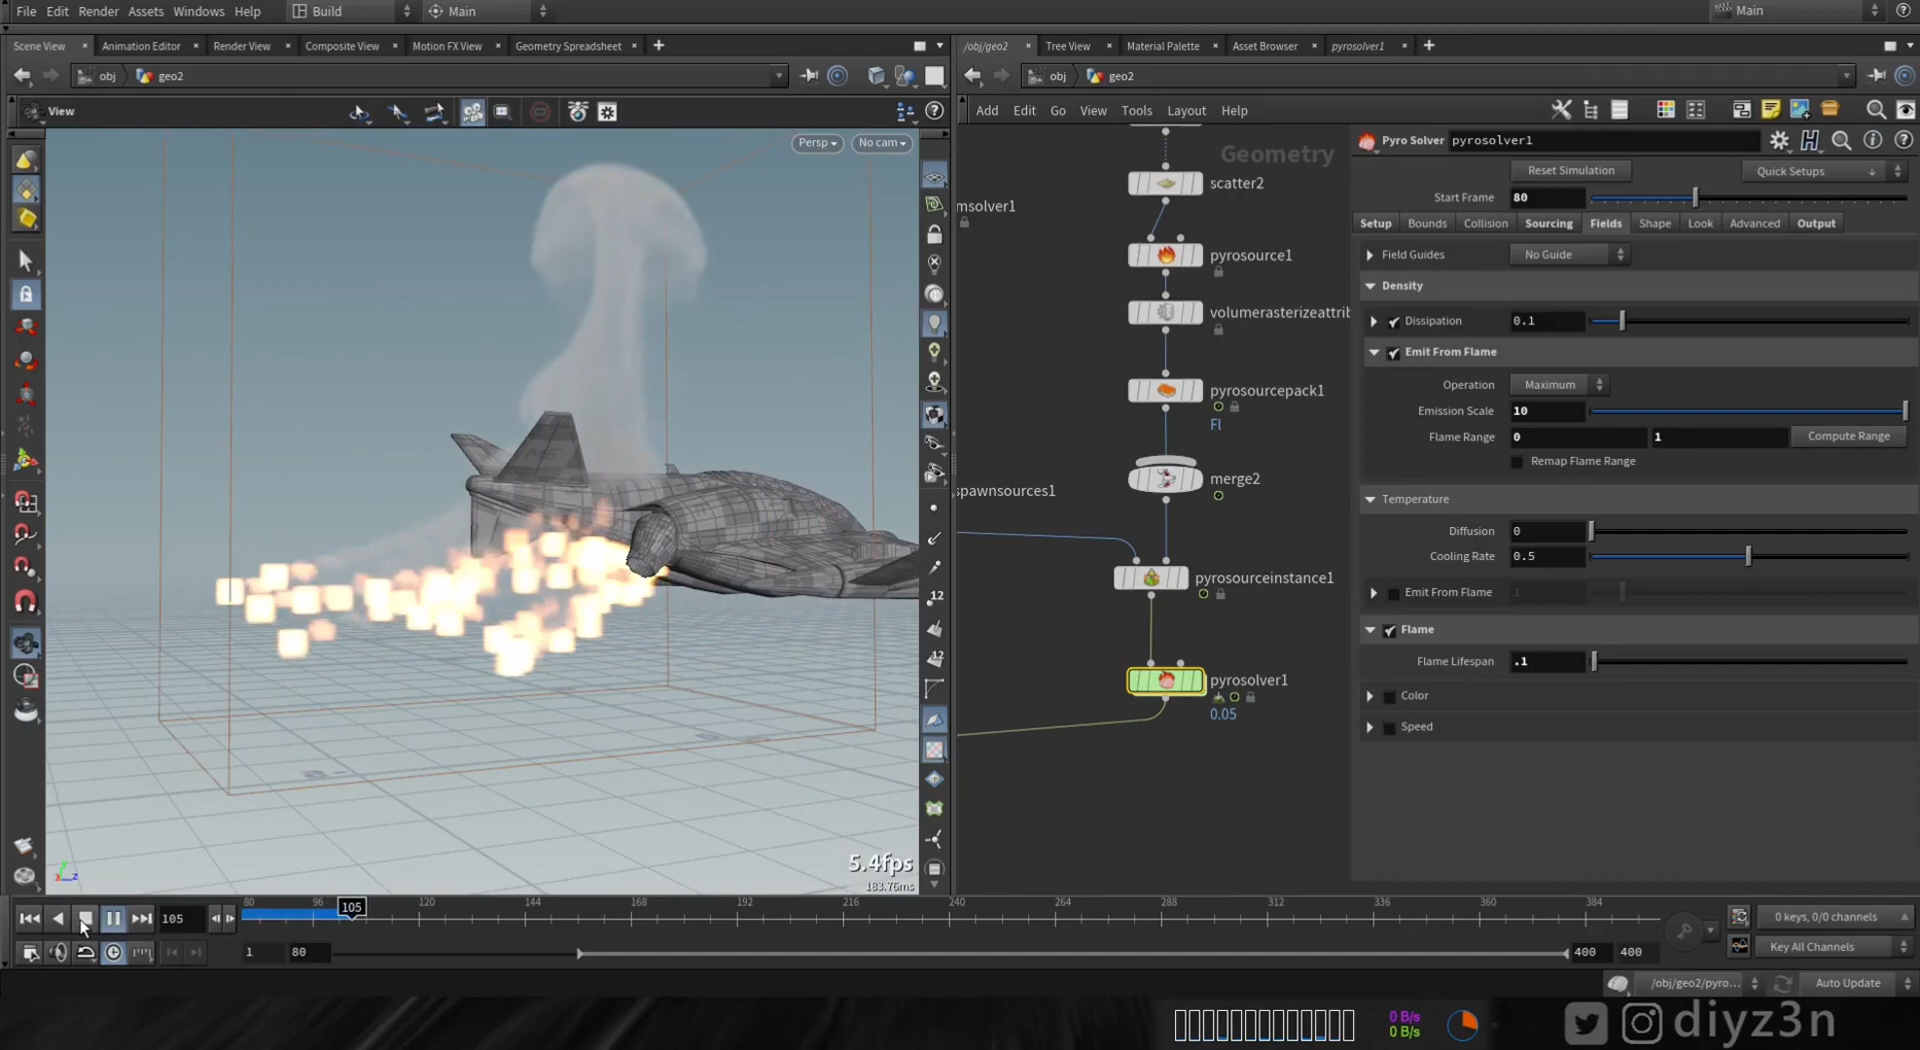 File Edit Render Assets Windows Help Build Main Main
Scene View Animation Editor Render View Composite View Motion FX View Geometry Spreadsheet
obj geo2
View
Persp No cam
ME
5.4fps
183.76ms
/obj/geo2 Tree View Material Palette Asset Browser pyrosolver1
obj geo2
Add Edit Go View Tools Layout Help
Geometry
scatter2
msolver1
pyrosource1
volumerasterizeattrib
pyrosourcepack1
Fl
merge2
spawnsources1
pyrosourceinstance1
pyrosolver1
0.05
Pyro Solver pyrosolver1
Reset Simulation Quick Setups
Start Frame 80
Setup Bounds Collision Sourcing Fields Shape Look Advanced Output
Field Guides No Guide
Density
Dissipation 0.1
Emit From Flame
Operation Maximum
Emission Scale 10
Flame Range 0 1 Compute Range
Remap Flame Range
Temperature
Diffusion 0
Cooling Rate 0.5
Emit From Flame 1
Flame
Flame Lifespan .1
Color
Speed
12
12
105
80 96 105 120 144 168 192 216 240 264 288 312 336 360 384
0 keys, 0/0 channels
1 80 400 400
Key All Channels
/obj/geo2/pyro... Auto Update
0 B/s
0 B/s
diyz3n